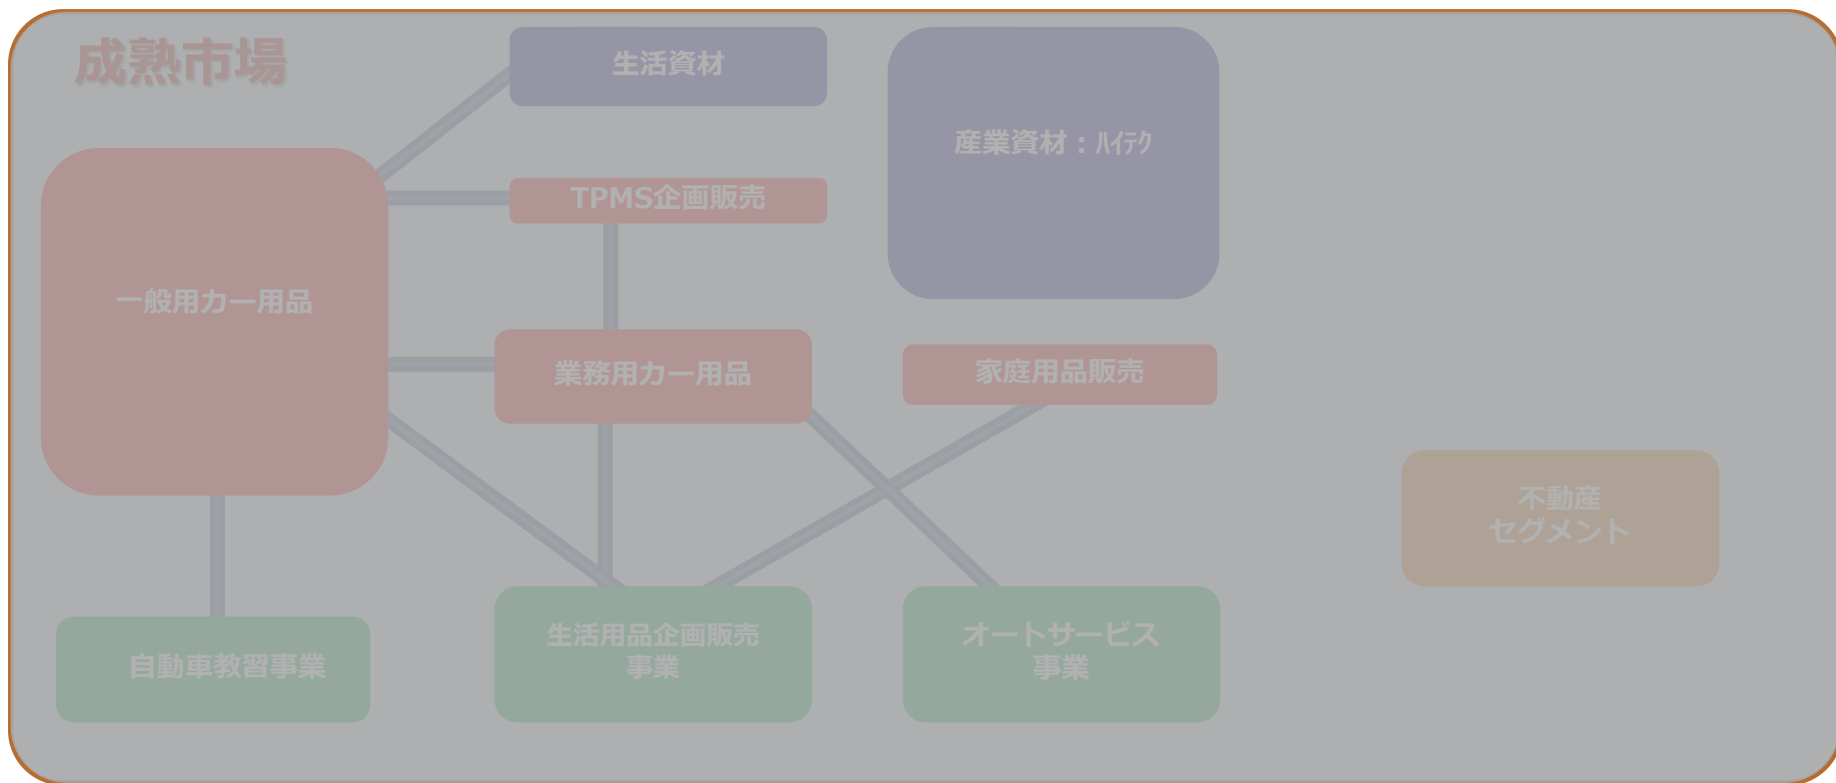 成熟市場
生活資材
産業資材：ﾊｲﾃｸ
TPMS企画販売
一般用カー用品
業務用カー用品
家庭用品販売
不動産
セグメント
自動車教習事業
生活用品企画販売
事業
オートサービス
事業